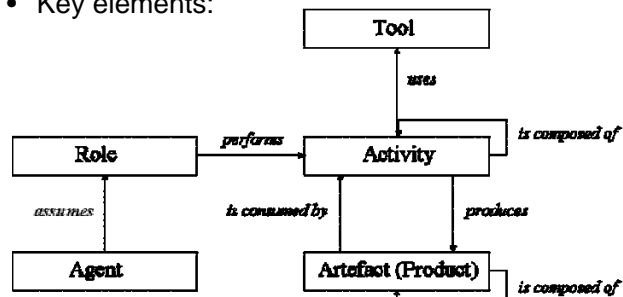 • Key elements:
Tool
uses
is composed of
performs
Role
Activity
assumes
is consumed by
produces
Agent
Artefact (Product)
is composed of